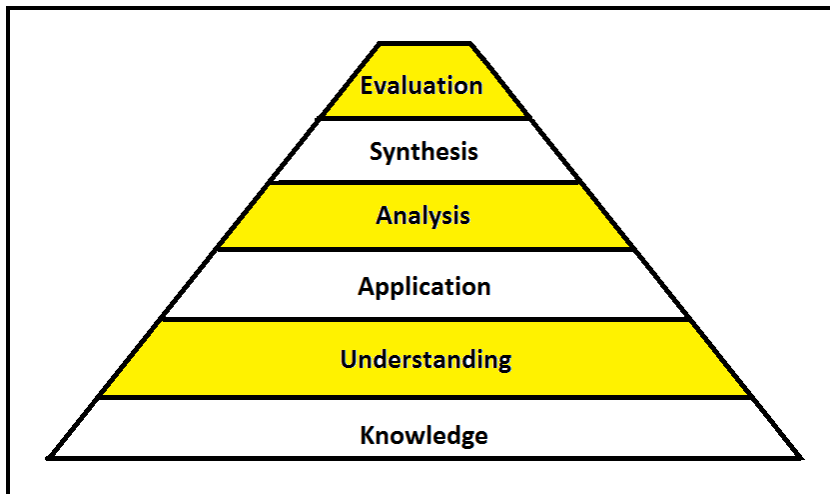 Evaluation
Synthesis
Analysis
Application
Understanding
Knowledge